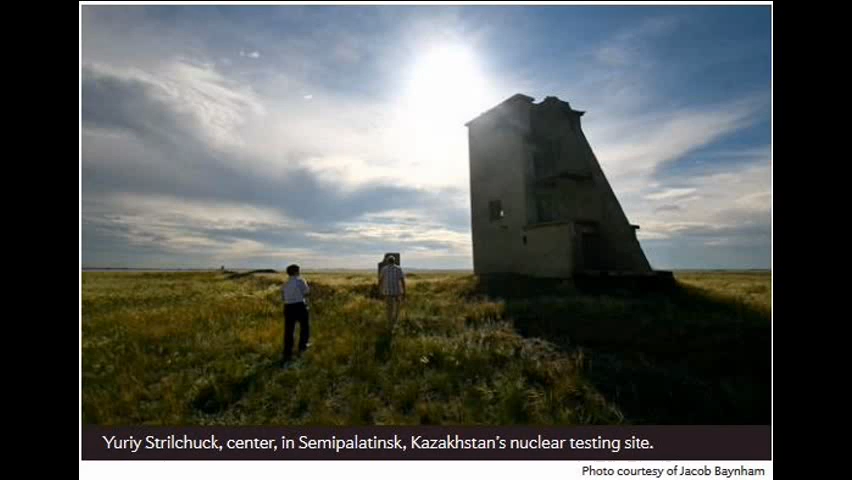 Yuriy Strilchuck, center, in Semipalatinsk, Kazakhstan's nuclear testing site.
Photo courtesy of Jacob Baynham